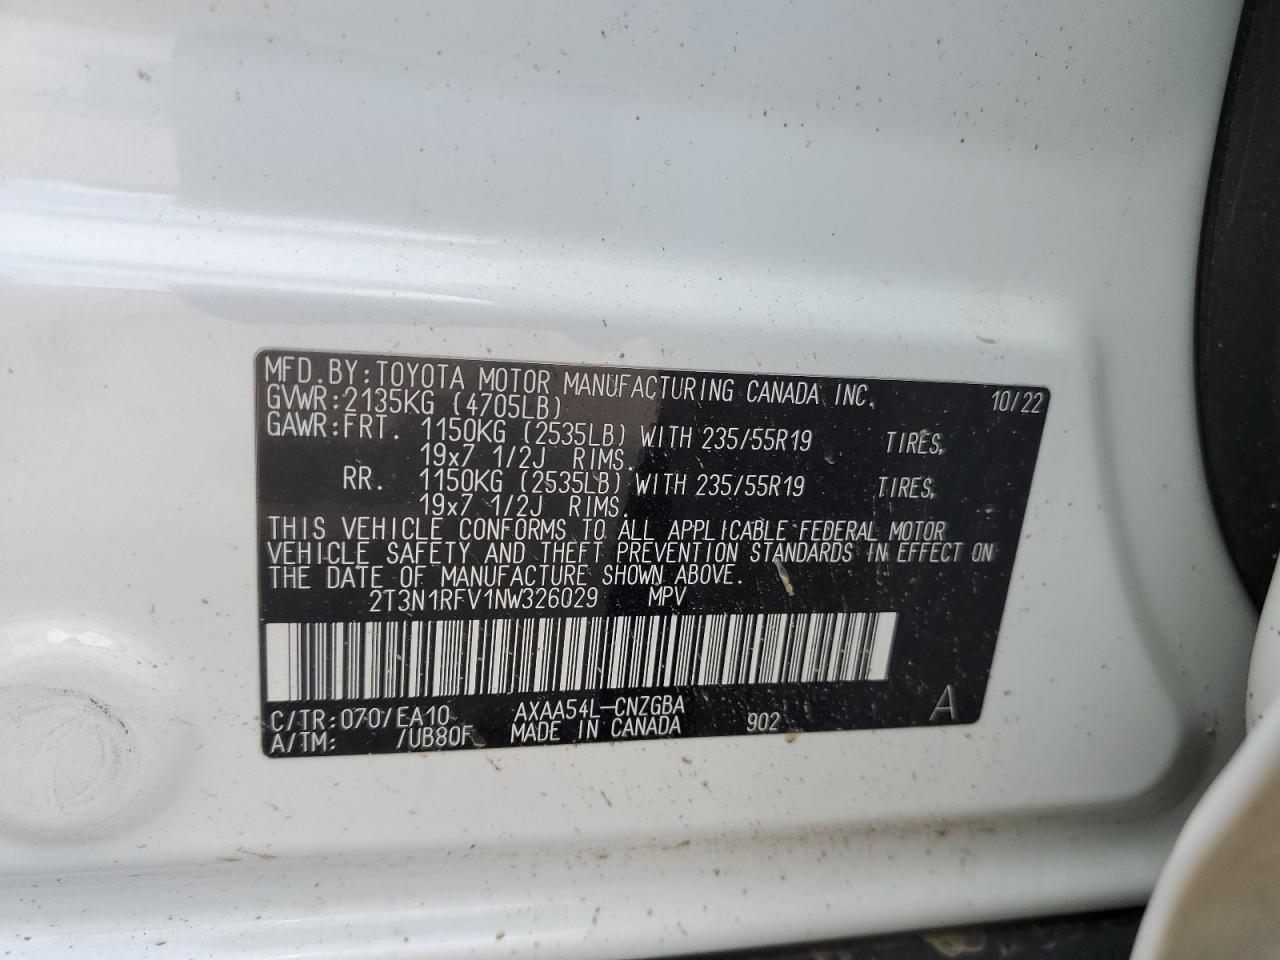 MFD.BY:TOYOTA MOTOR MANUFACTURING CANADA INC. 10/22
GVWR:2135KG (4705LB)
GAWR:FRT. 1150KG (2535LB) WITH 235/55R19 TIRES,
19x7 1/2J RIMS.
RR. 1150KG (2535LB) WITH 235/55R19 TIRES,
19x7 1/2J RIMS.
THIS VEHICLE CONFORMS TO ALL APPLICABLE FEDERAL MOTOR
VEHICLE SAFETY AND THEFT PREVENTION STANDARDS IN EFFECT ON
THE DATE OF MANUFACTURE SHOWN ABOVE.
2T3N1RFV1NW326029 MPV
C/TR:070/EA10 AXAA54L-CNZGBA
A/TM: /UB80F MADE IN CANADA 902 A